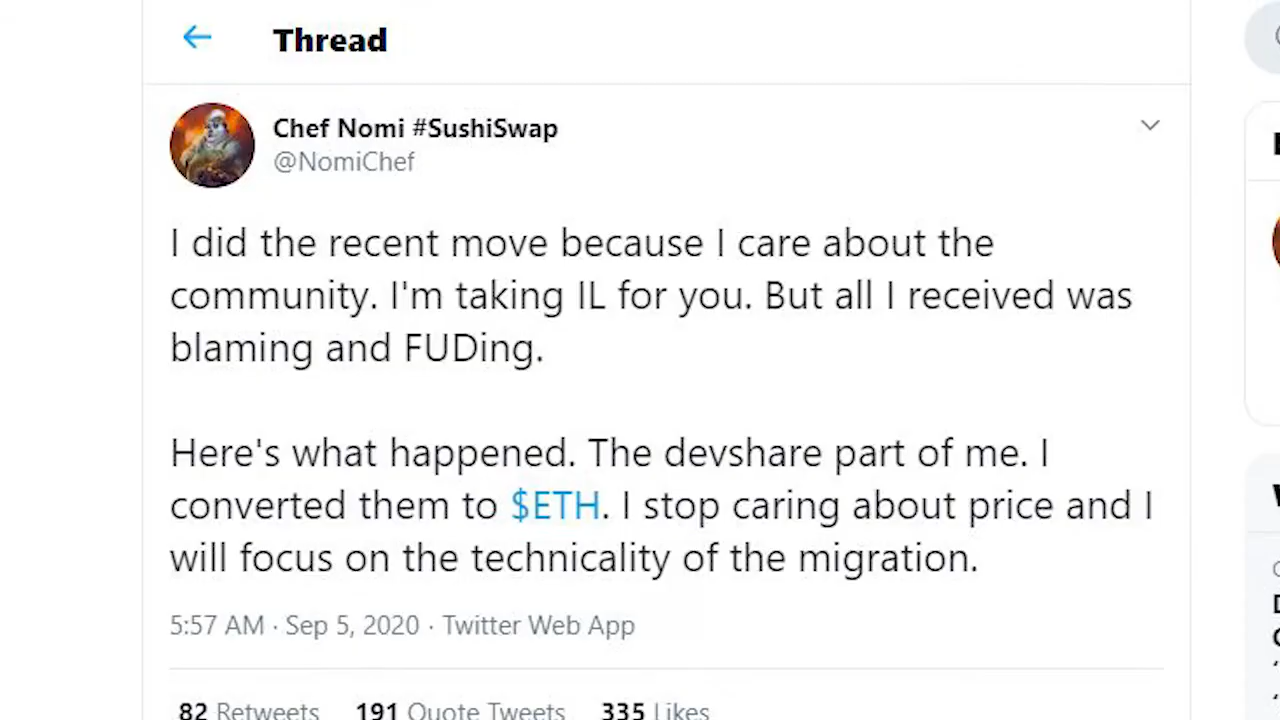 Thread
Chef Nomi #SushiSwap
@NomiChef
I did the recent move because I care about the
community. I'm taking IL for you. But all I received was
blaming and FUDing.
Here's what happened. The devshare part of me. I
converted them to $ETH. I stop caring about price and I
will focus on the technicality of the migration.
5:57 AM · Sep 5, 2020 · Twitter Web App
82 Retweets 191 Quote Tweets 335 Likes